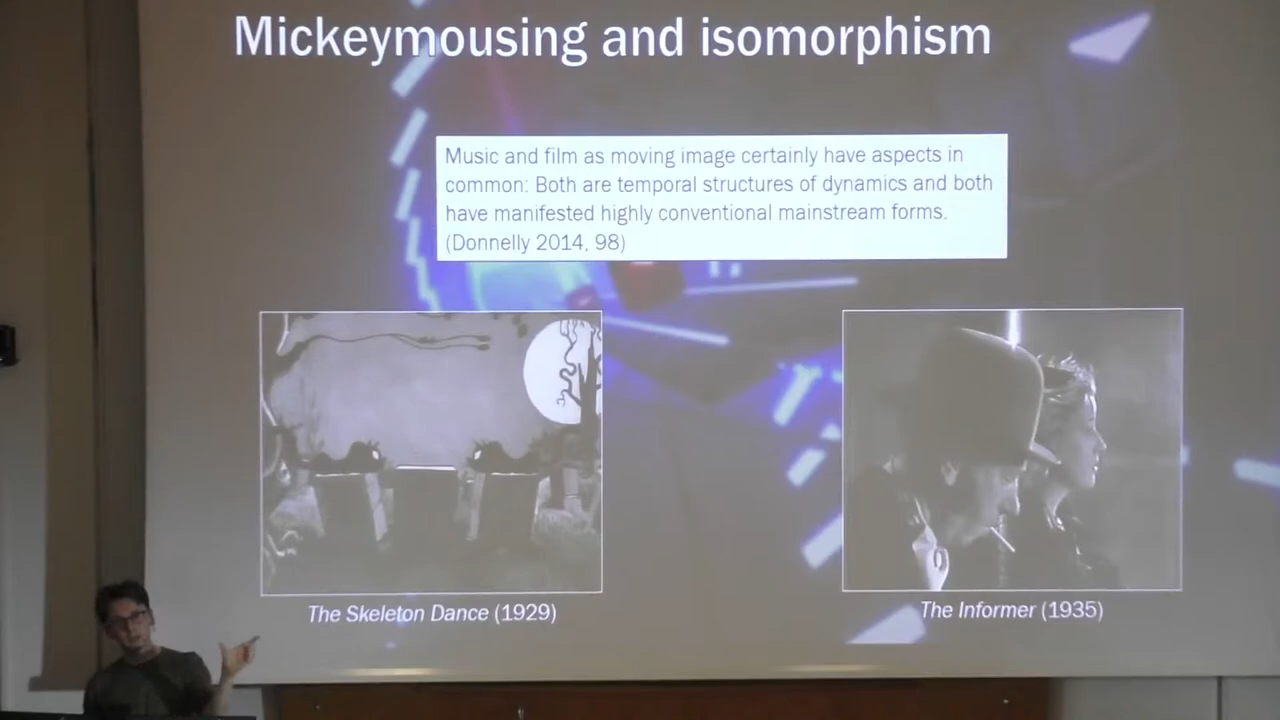 Mickeymousing and isomorphism
Music and film as moving image certainly have aspects in
common: Both are temporal structures of dynamics and both
have manifested highly conventional mainstream forms.
(Donnelly 2014, 98)
The Skeleton Dance (1929)
The Informer (1935)